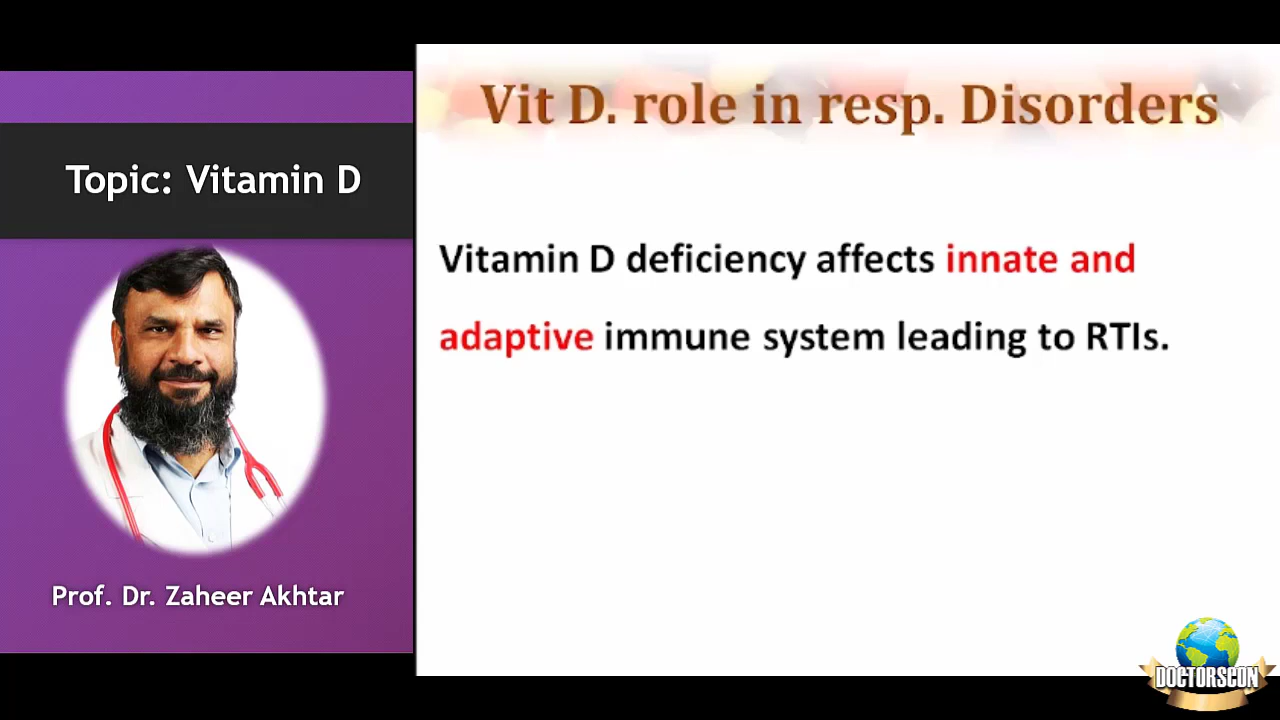 Topic: Vitamin D
Prof. Dr. Zaheer Akhtar
Vit D. role in resp. Disorders
Vitamin D deficiency affects innate and
adaptive immune system leading to RTIs.
DOCTORSCON